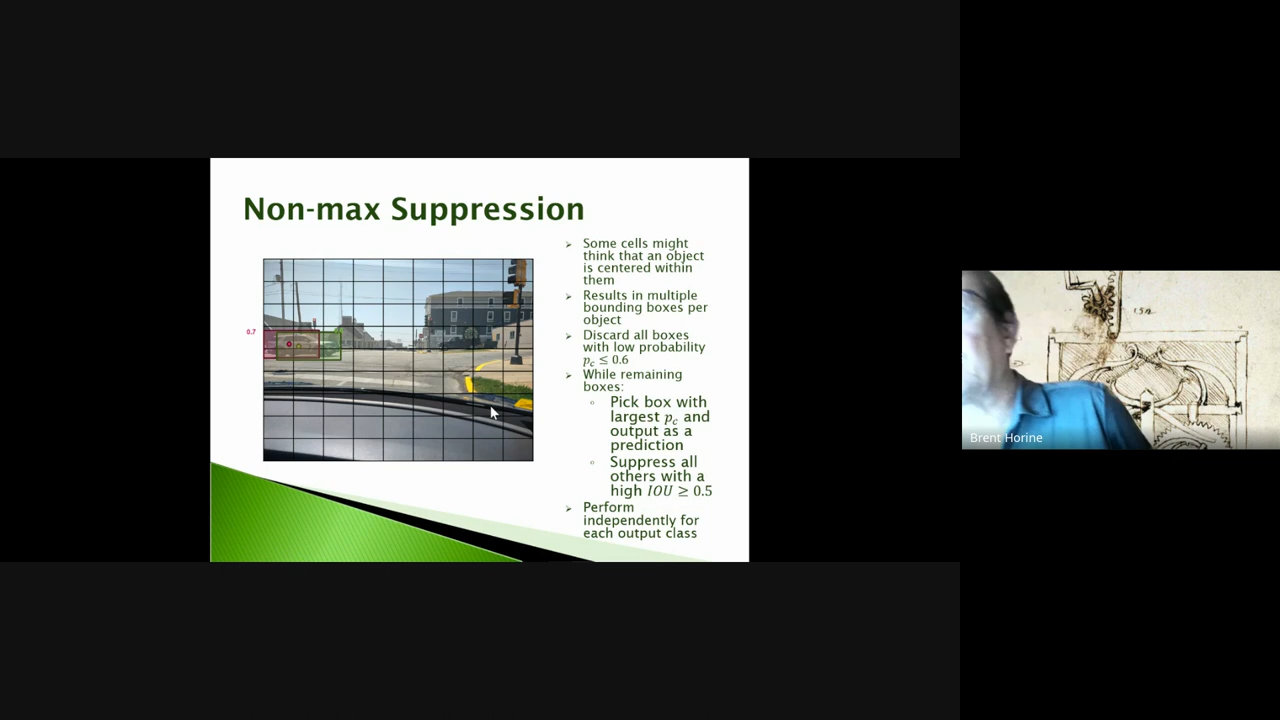 Non-max Suppression
0.7
Some cells might
think that an object
is centered within
them
Results in multiple
bounding boxes per
object
Discard all boxes
with low probability
p_c ≤ 0.6
While remaining
boxes:
Pick box with
largest p_c and
output as a
prediction
Suppress all
others with a
high IOU ≥ 0.5
Perform
independently for
each output class
Brent Horine